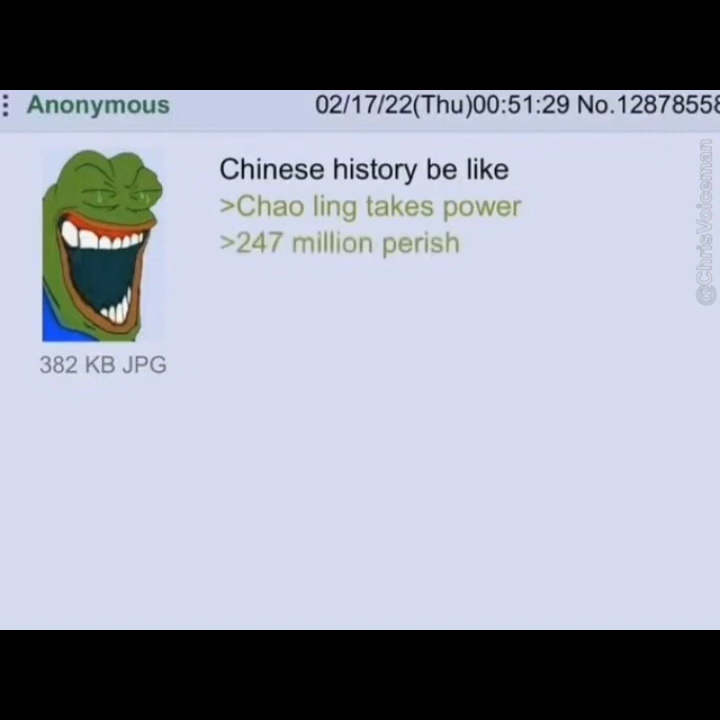 Anonymous 02/17/22(Thu)00:51:29 No.12878558
Chinese history be like
>Chao ling takes power
>247 million perish
382 KB JPG
@ChrisVoiceman